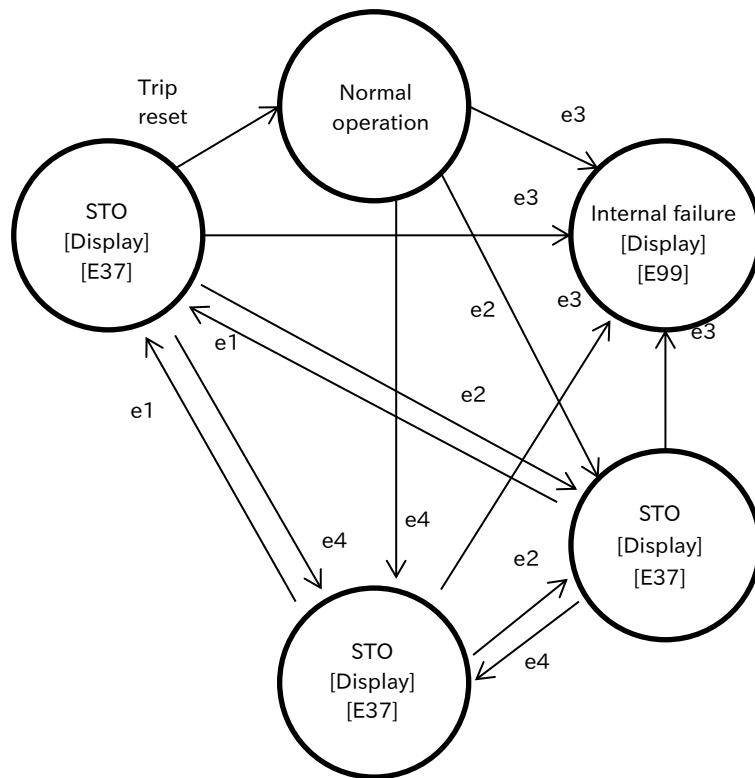 Trip
reset
Normal
operation
e3
STO
[Display]
[E37]
e3
Internal failure
[Display]
[E99]
e3
e2
e3
e1
e2
e1
e4
e4
e2
e4
STO
[Display]
[E37]
STO
[Display]
[E37]